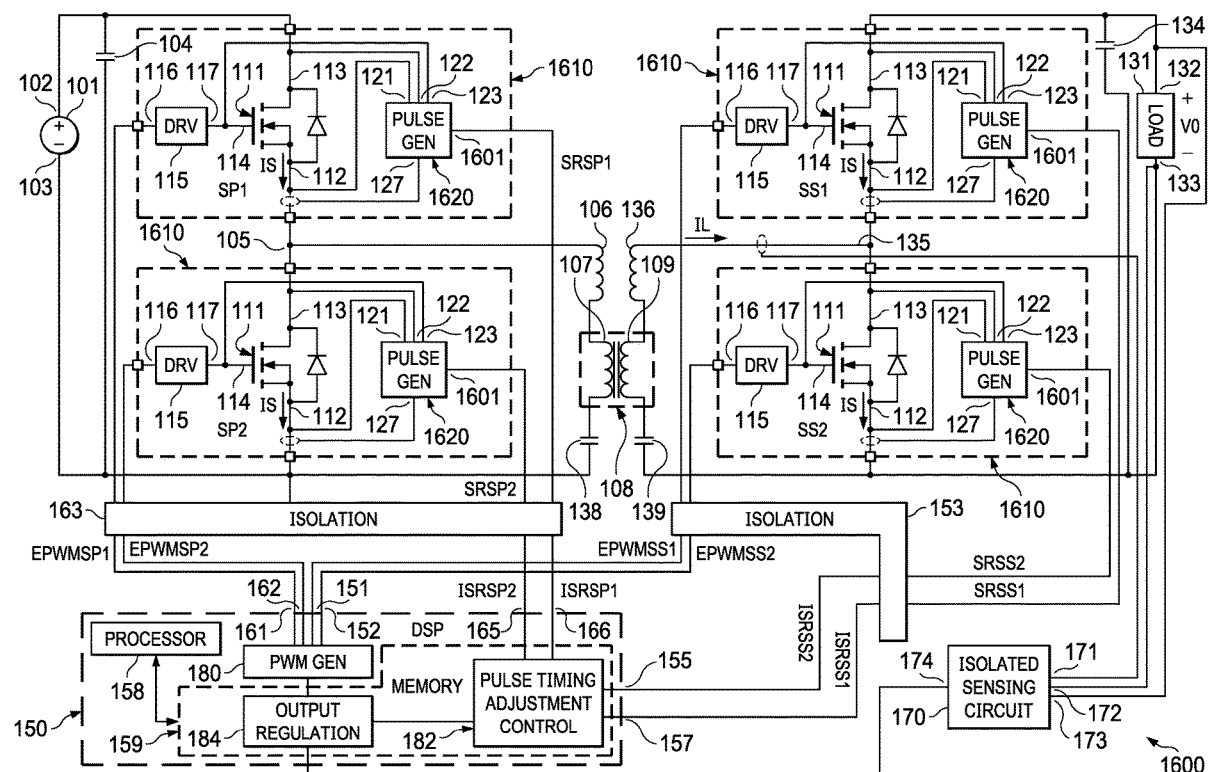 104
102
101
+
−
103
116
117
111
113
121
122
123
1610
DRV
PULSE
GEN
114
IS
112
115
SP1
127
1601
1620
SRSP1
105
1610
116
117
111
113
121
122
123
DRV
PULSE
GEN
114
IS
112
115
SP2
127
1601
1620
SRSP2
106
136
IL
107
109
108
138
139
135
1610
116
117
111
113
121
122
123
DRV
PULSE
GEN
114
IS
112
115
SS1
127
1601
1620
134
131
132
LOAD
+
V0
−
133
116
117
111
113
121
122
123
DRV
PULSE
GEN
114
IS
112
115
SS2
127
1601
1620
1610
163
ISOLATION
ISOLATION
153
EPWMSP1
EPWMSP2
EPWMSS1
EPWMSS2
SRSS2
SRSS1
162
151
161
152
ISRSP2
ISRSP1
165
166
ISRSS2
ISRSS1
DSP
PROCESSOR
158
180
PWM GEN
MEMORY
150
159
184
OUTPUT
REGULATION
182
PULSE TIMING
ADJUSTMENT
CONTROL
155
157
174
170
ISOLATED
SENSING
CIRCUIT
171
172
173
1600